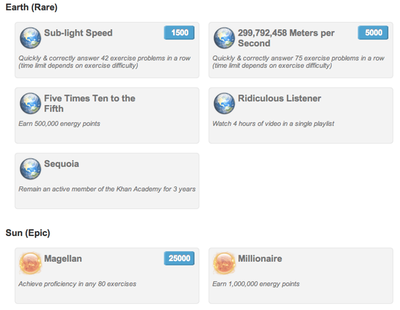 Earth (Rare)
Sub-light Speed
1500
Quickly & correctly answer 42 exercise problems in a row
(time limit depends on exercise difficulty)
299,792,458 Meters per
Second
5000
Quickly & correctly answer 75 exercise problems in a row
(time limit depends on exercise difficulty)
Five Times Ten to the
Fifth
Earn 500,000 energy points
Ridiculous Listener
Watch 4 hours of video in a single playlist
Sequoia
Remain an active member of the Khan Academy for 3 years
Sun (Epic)
Magellan
25000
Achieve proficiency in any 80 exercises
Millionaire
Earn 1,000,000 energy points